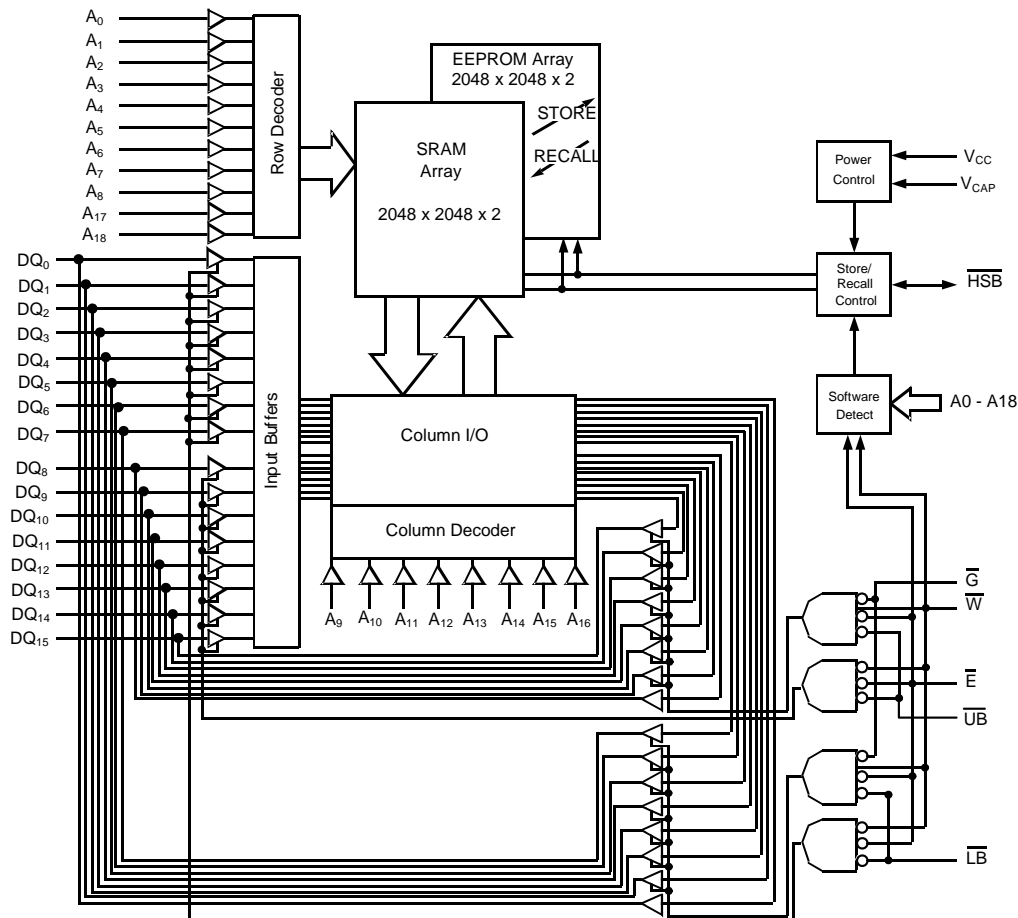 A0
A1
A2
A3
A4
A5
A6
A7
A8
A17
A18
Row Decoder
EEPROM Array
2048 x 2048 x 2
STORE
RECALL
SRAM
Array
2048 x 2048 x 2
Power
Control
VCC
VCAP
Store/
Recall
Control
HSB
Software
Detect
A0 - A18
DQ0
DQ1
DQ2
DQ3
DQ4
DQ5
DQ6
DQ7
DQ8
DQ9
DQ10
DQ11
DQ12
DQ13
DQ14
DQ15
Input Buffers
Column I/O
Column Decoder
A9
A10
A11
A12
A13
A14
A15
A16
G
W
E
UB
LB